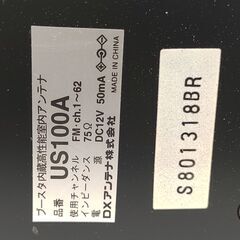 ブースタ内蔵高性能室内アンテナ
品番 US100A
使用チャンネル FM・ch.1~62
インピーダンス 75Ω
電源 DC12V 50mA
DXアンテナ株式会社 MADE IN CHINA
S801318BR